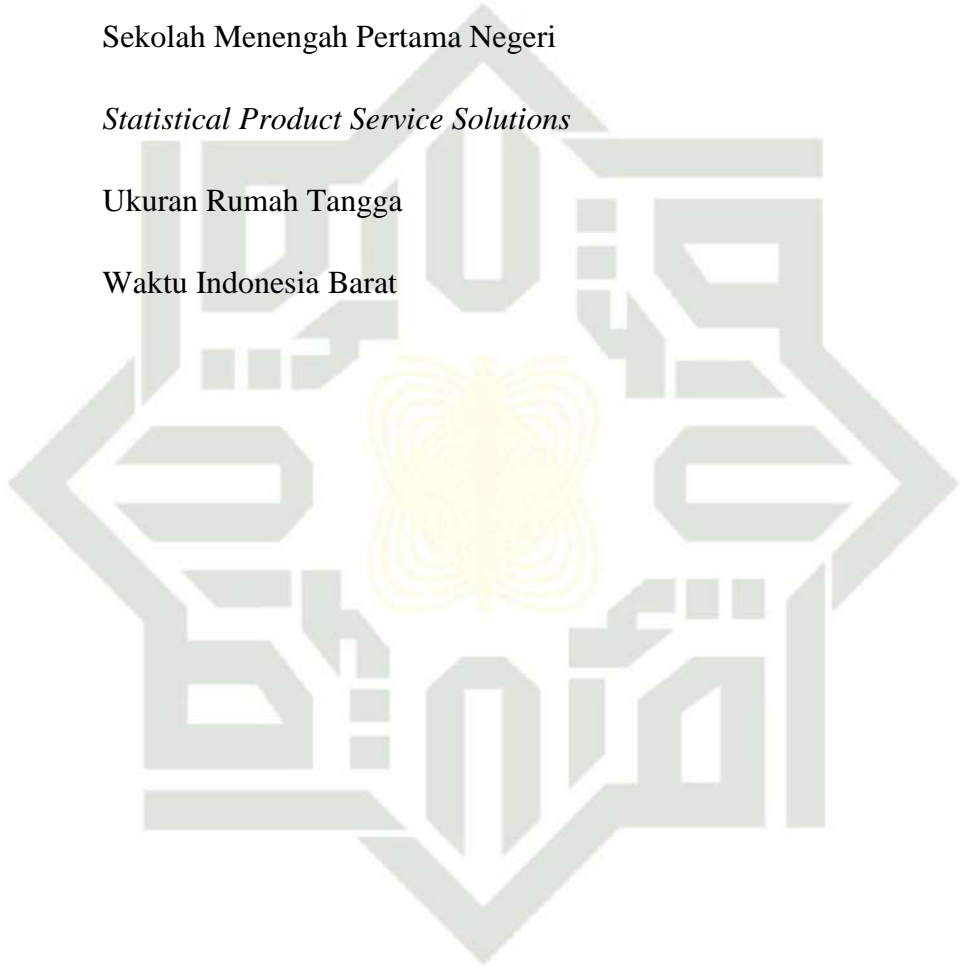 Sekolah Menengah Pertama Negeri
Statistical Product Service Solutions
Ukuran Rumah Tangga
Waktu Indonesia Barat